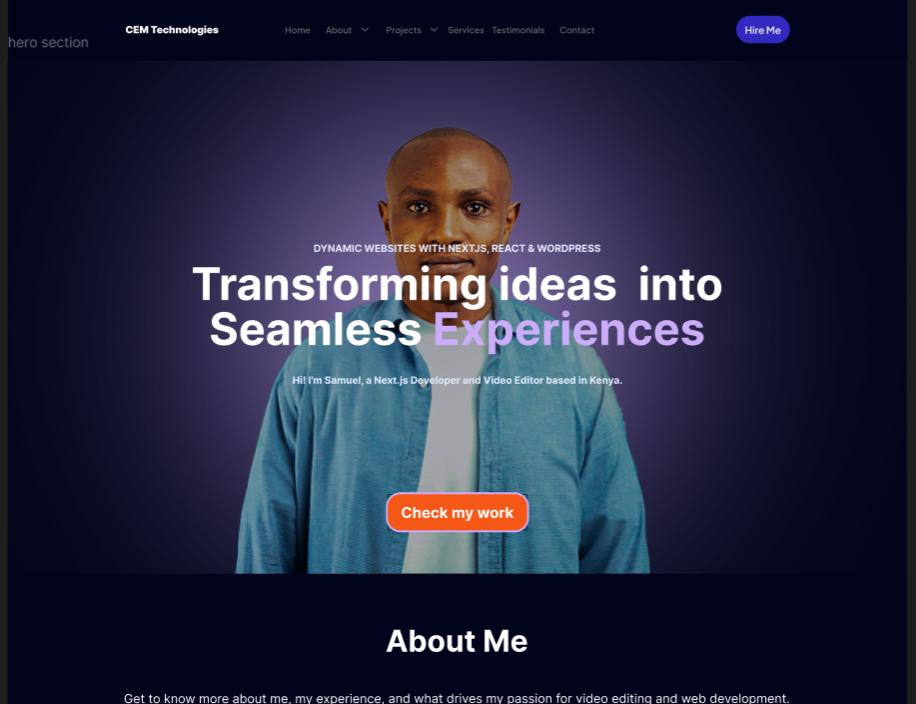 CEM Technologies Home About Projects Services Testimonials Contact Hire Me
hero section
DYNAMIC WEBSITES WITH NEXTJS, REACT & WORDPRESS
Transforming ideas into
Seamless Experiences
Hi! I'm Samuel, a Next.js Developer and Video Editor based in Kenya.
Check my work
About Me
Get to know more about me, my experience, and what drives my passion for video editing and web development.